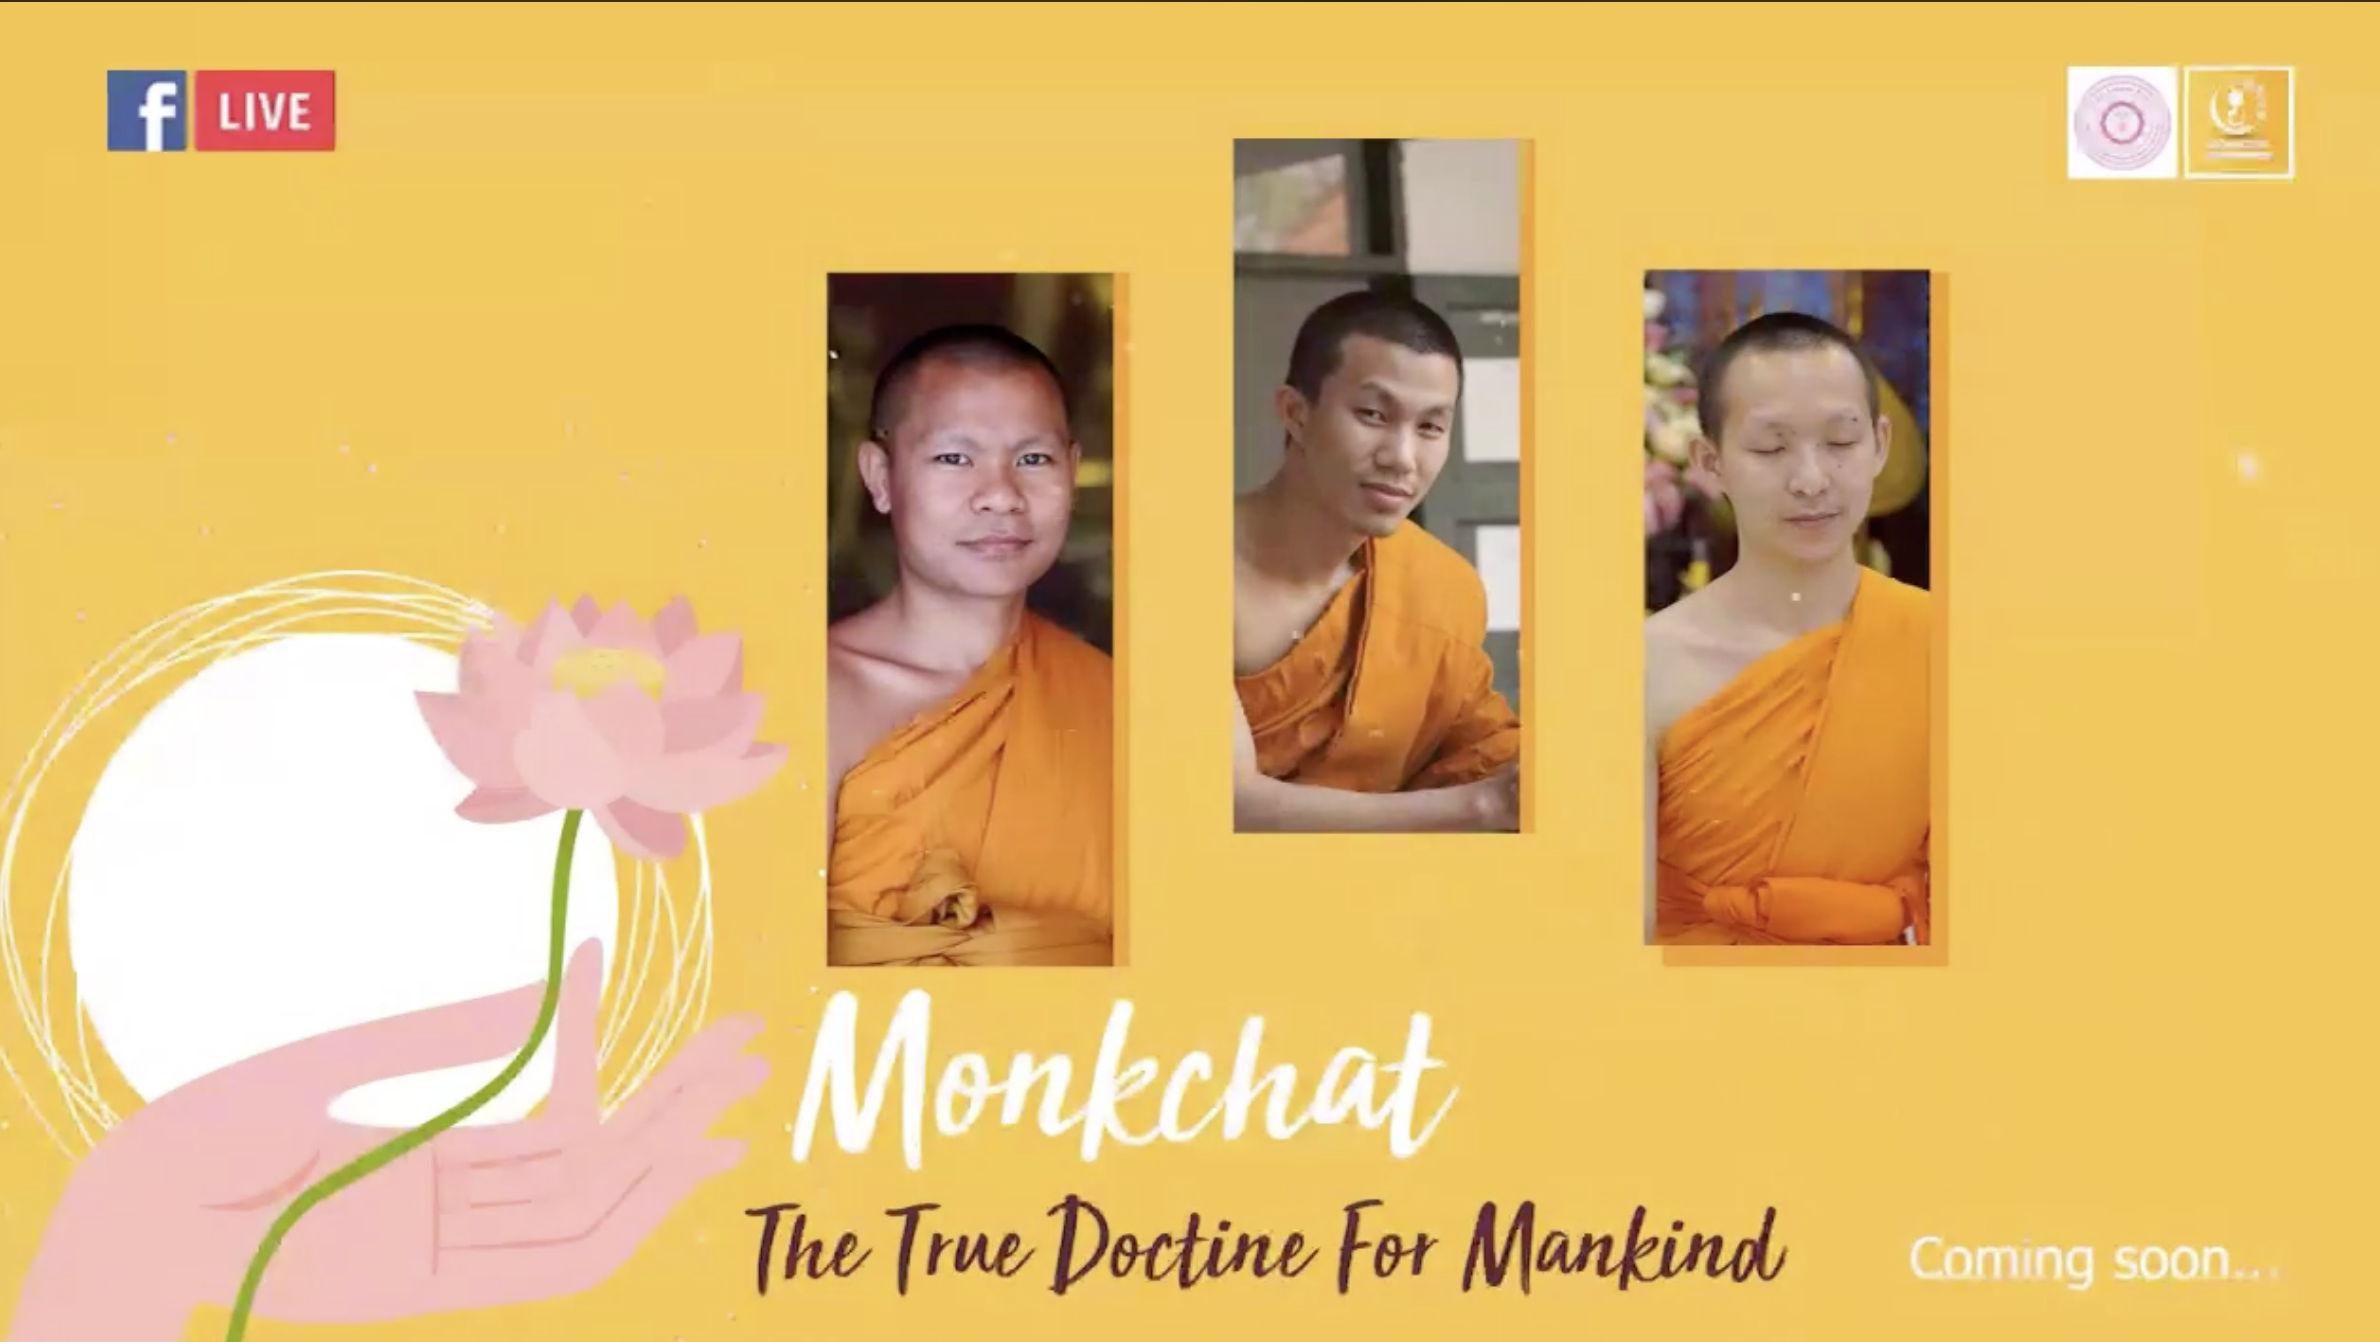 f LIVE
Monkchat
The True Doctine For Mankind
Coming soon...